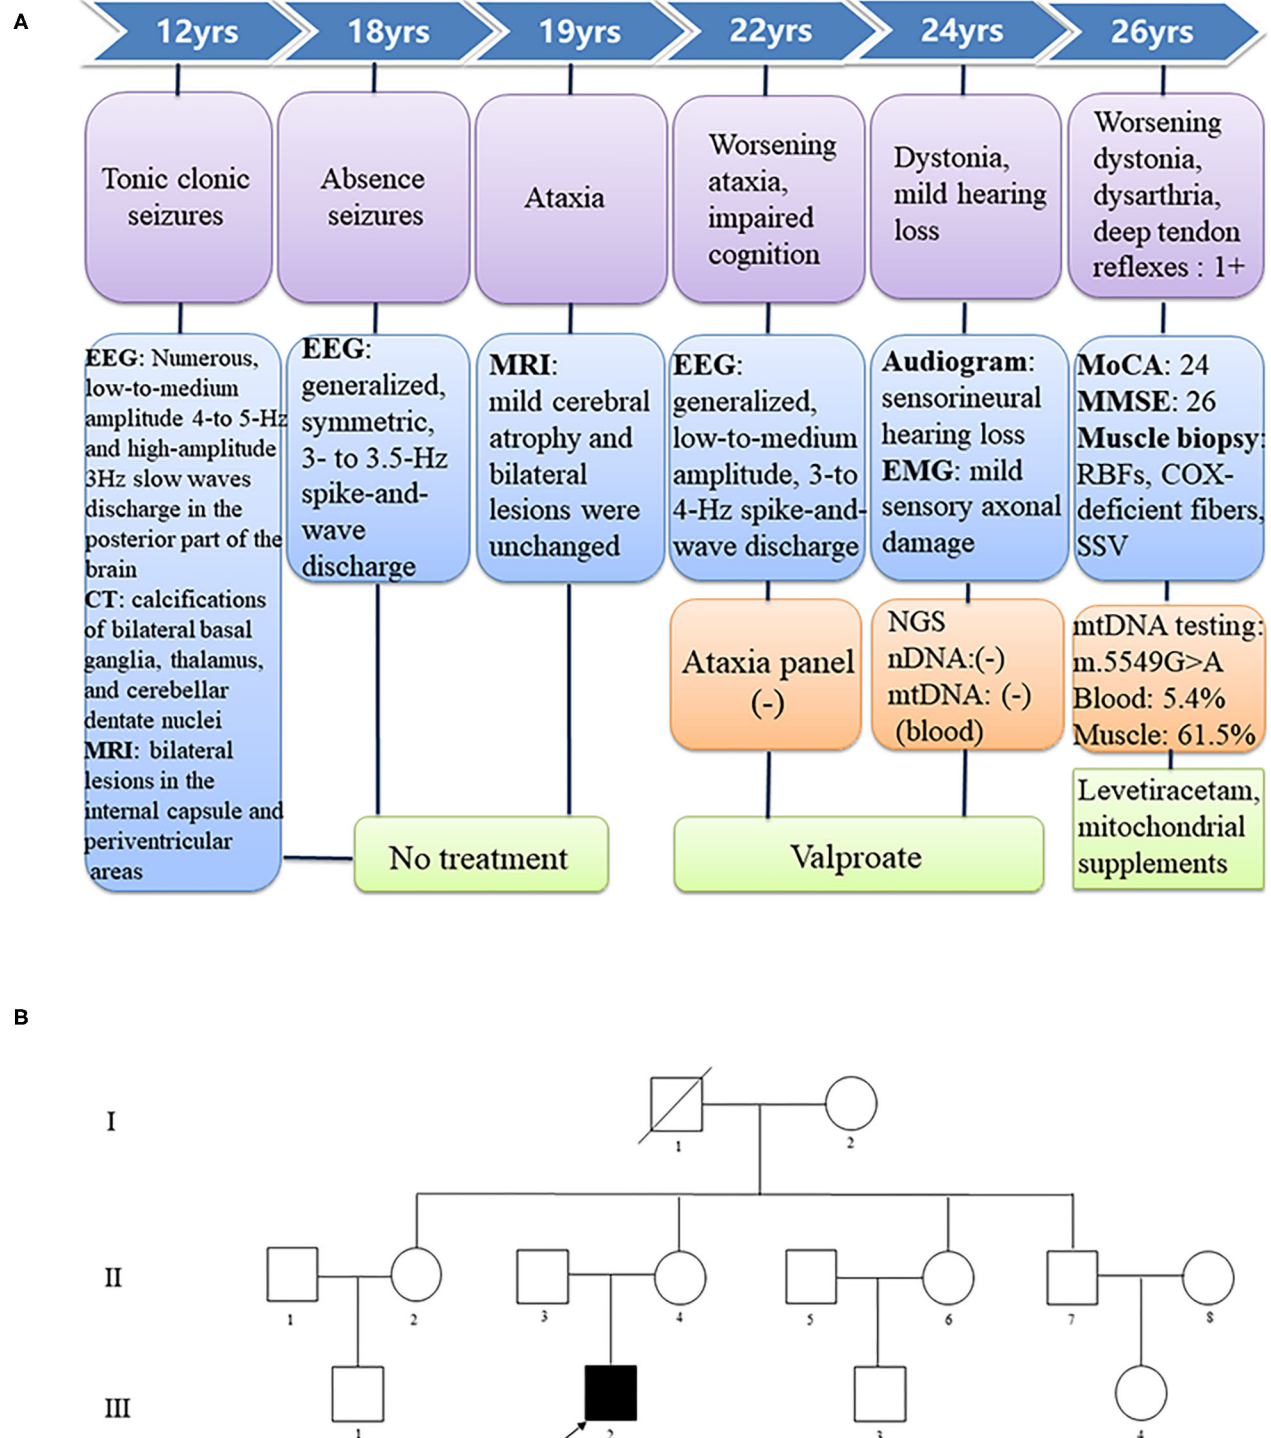 A
12yrs
18yrs
19yrs
22yrs
24yrs
26yrs
Tonic clonic
seizures
Absence
seizures
Ataxia
Worsening
ataxia,
impaired
cognition
Dystonia,
mild hearing
loss
Worsening
dystonia,
dysarthria,
deep tendon
reflexes : 1+
EEG: Numerous,
low-to-medium
amplitude 4-to 5-Hz
and high-amplitude
3Hz slow waves
discharge in the
posterior part of the
brain
CT: calcifications
of bilateral basal
ganglia, thalamus,
and cerebellar
dentate nuclei
MRI: bilateral
lesions in the
internal capsule and
periventricular
areas
EEG:
generalized,
symmetric,
3- to 3.5-Hz
spike-and-
wave
discharge
MRI:
mild cerebral
atrophy and
bilateral
lesions were
unchanged
EEG:
generalized,
low-to-medium
amplitude, 3-to
4-Hz spike-and-
wave discharge
Audiogram:
sensorineural
hearing loss
EMG: mild
sensory axonal
damage
MoCA: 24
MMSE: 26
Muscle biopsy:
RBFs, COX-
deficient fibers,
SSV
Ataxia panel
(-)
NGS
nDNA:(-)
mtDNA: (-)
(blood)
mtDNA testing:
m.5549G>A
Blood: 5.4%
Muscle: 61.5%
No treatment
Valproate
Levetiracetam,
mitochondrial
supplements
B
I
1
2
II
1
2
3
4
5
6
7
8
III
1
2
3
4